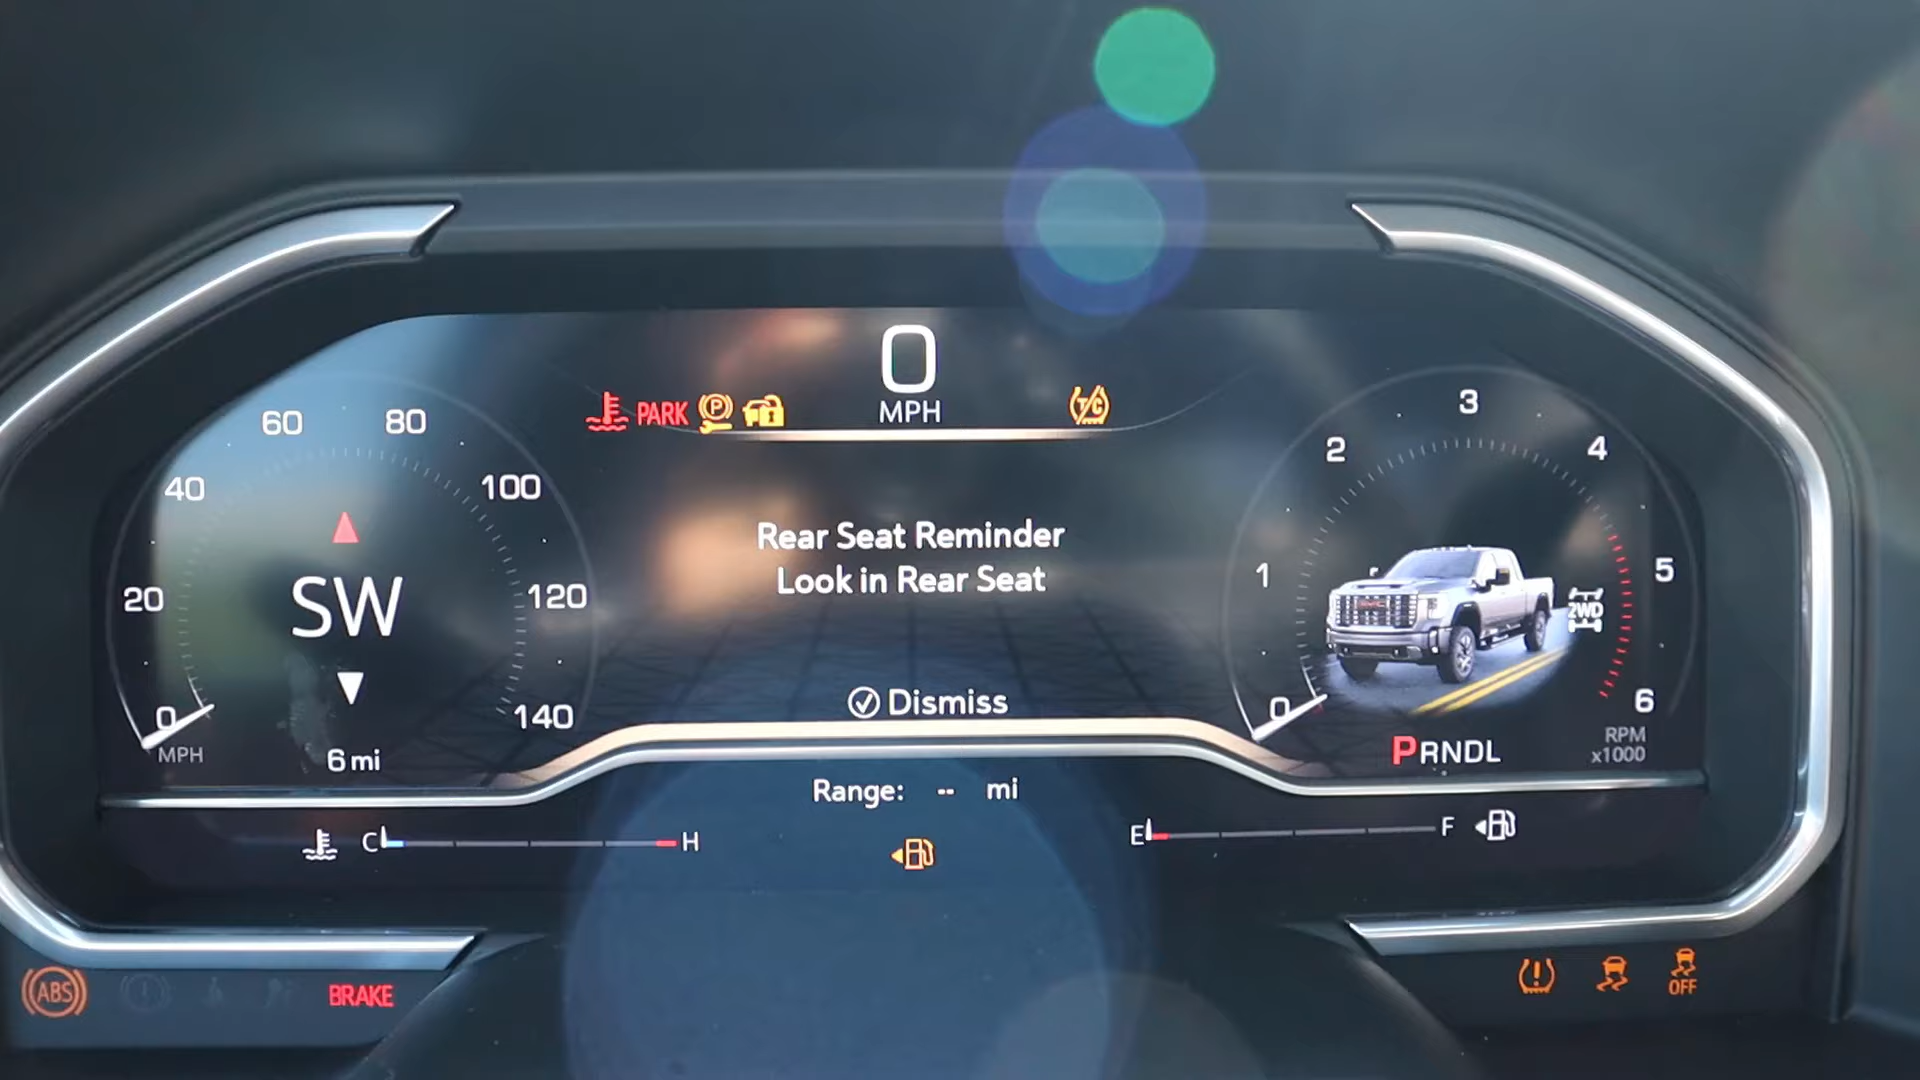 0
MPH
PARK
P
TC
60
80
40
100
20
120
0
140
MPH
SW
6 mi
Rear Seat Reminder
Look in Rear Seat
Dismiss
3
2
4
1
5
0
6
GMC
2WD
PRNDL
RPM
x1000
Range: -- mi
C
H
E
F
ABS
BRAKE
OFF